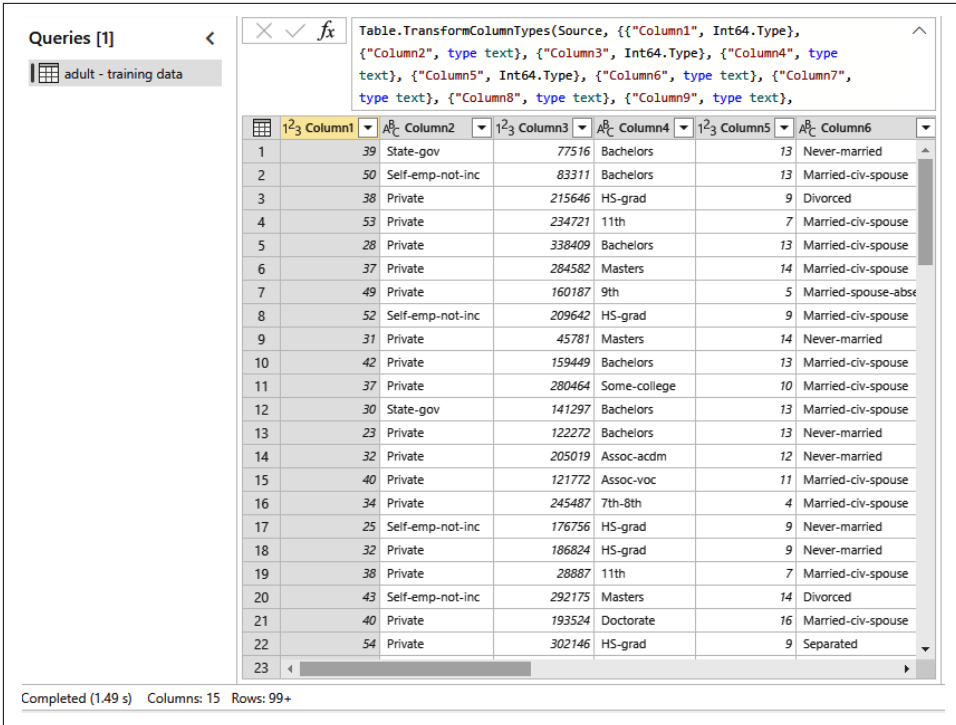 Queries [1]
adult - training data
fx
Table.TransformColumnTypes(Source, {{"Column1", Int64.Type},
{"Column2", type text}, {"Column3", Int64.Type}, {"Column4", type
text}, {"Column5", Int64.Type}, {"Column6", type text}, {"Column7",
type text}, {"Column8", type text}, {"Column9", type text},
123 Column1 ABC Column2 123 Column3 ABC Column4 123 Column5 ABC Column6
1 39 State-gov 77516 Bachelors 13 Never-married
2 50 Self-emp-not-inc 83311 Bachelors 13 Married-civ-spouse
3 38 Private 215646 HS-grad 9 Divorced
4 53 Private 234721 11th 7 Married-civ-spouse
5 28 Private 338409 Bachelors 13 Married-civ-spouse
6 37 Private 284582 Masters 14 Married-civ-spouse
7 49 Private 160187 9th 5 Married-spouse-abse
8 52 Self-emp-not-inc 209642 HS-grad 9 Married-civ-spouse
9 31 Private 45781 Masters 14 Never-married
10 42 Private 159449 Bachelors 13 Married-civ-spouse
11 37 Private 280464 Some-college 10 Married-civ-spouse
12 30 State-gov 141297 Bachelors 13 Married-civ-spouse
13 23 Private 122272 Bachelors 13 Never-married
14 32 Private 205019 Assoc-acdm 12 Never-married
15 40 Private 121772 Assoc-voc 11 Married-civ-spouse
16 34 Private 245487 7th-8th 4 Married-civ-spouse
17 25 Self-emp-not-inc 176756 HS-grad 9 Never-married
18 32 Private 186824 HS-grad 9 Never-married
19 38 Private 28887 11th 7 Married-civ-spouse
20 43 Self-emp-not-inc 292175 Masters 14 Divorced
21 40 Private 193524 Doctorate 16 Married-civ-spouse
22 54 Private 302146 HS-grad 9 Separated
23
Completed (1.49 s) Columns: 15 Rows: 99+